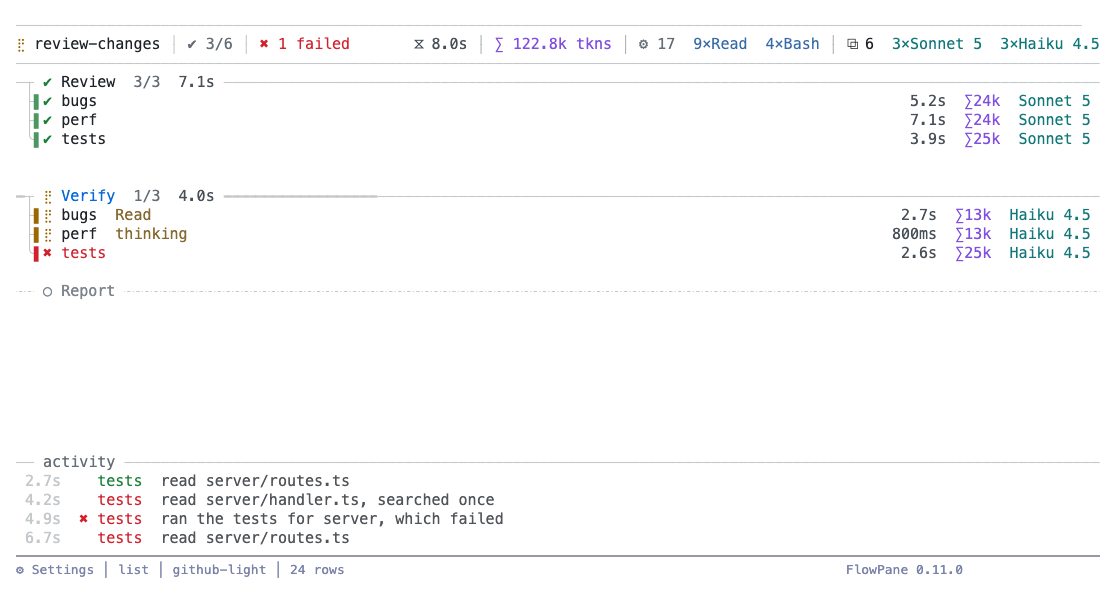 ⣿ review-changes │ ✔ 3/6 │ ✖ 1 failed ⧖ 8.0s │ ∑ 122.8k tkns │ ⚙ 17 9×Read 4×Bash │ ⧉ 6 3×Sonnet 5 3×Haiku 4.5
✔ Review 3/3 7.1s
✔ bugs 5.2s ∑24k Sonnet 5
✔ perf 7.1s ∑24k Sonnet 5
✔ tests 3.9s ∑25k Sonnet 5
⣿ Verify 1/3 4.0s
⣿ bugs Read 2.7s ∑13k Haiku 4.5
⣿ perf thinking 800ms ∑13k Haiku 4.5
✖ tests 2.6s ∑25k Haiku 4.5
○ Report
activity
2.7s tests read server/routes.ts
4.2s tests read server/handler.ts, searched once
4.9s ✖ tests ran the tests for server, which failed
6.7s tests read server/routes.ts
⚙ Settings │ list │ github-light │ 24 rows FlowPane 0.11.0